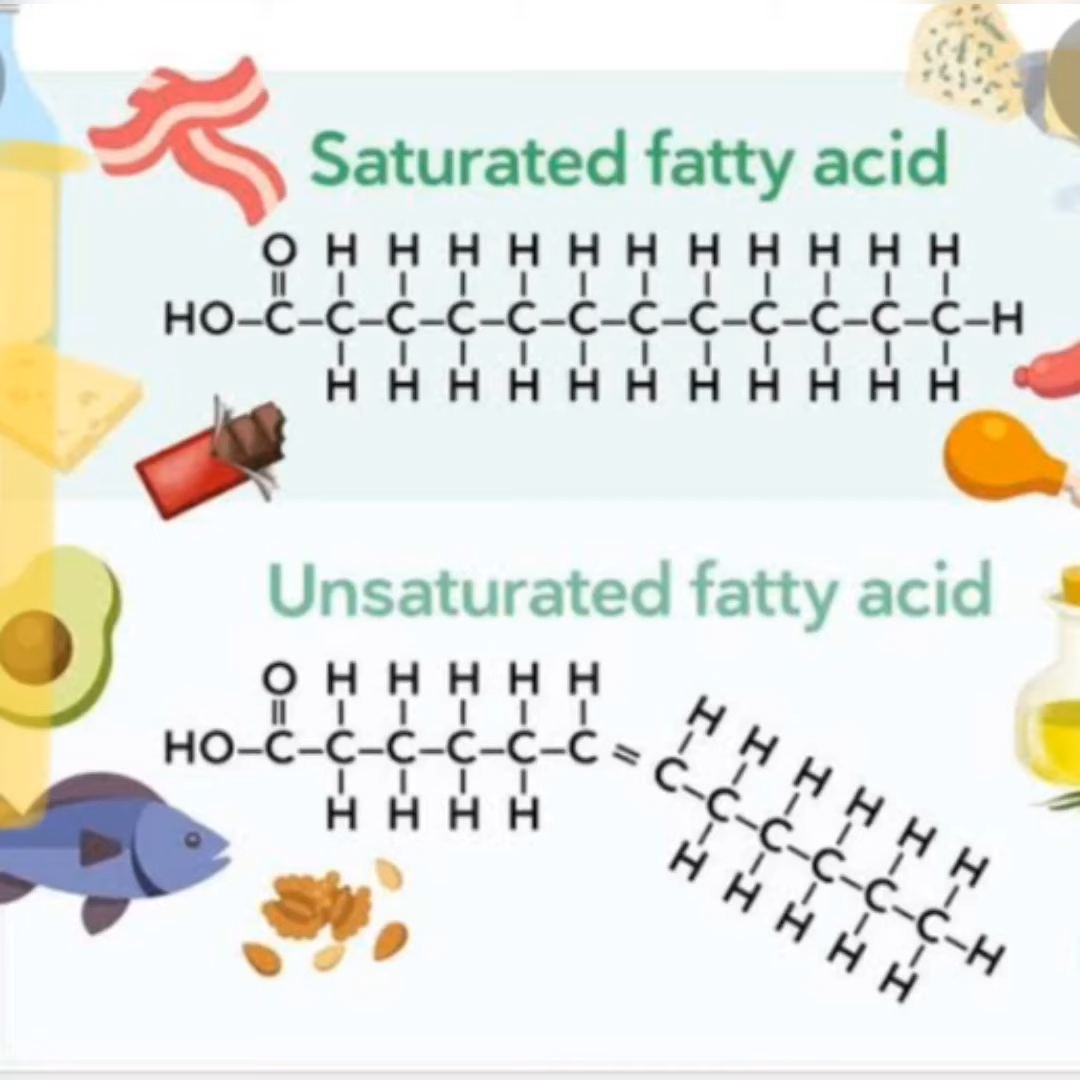 Saturated fatty acid
O H H H H H H H H H H H
HO–C–C–C–C–C–C–C–C–C–C–C–C–H
H H H H H H H H H H H
Unsaturated fatty acid
O H H H H H
HO–C–C–C–C–C–C=C–C–C–C–C–C–H
H H H H
H H H H H H
H H H H H